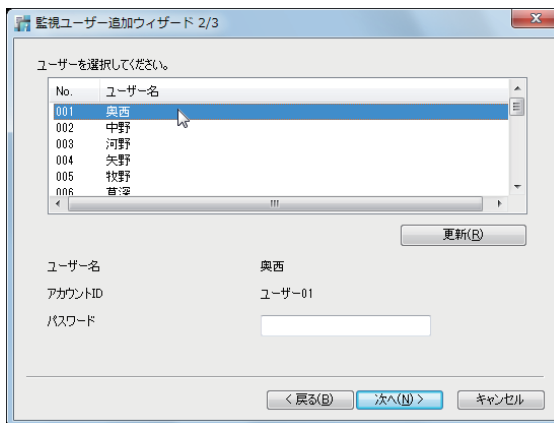 監視ユーザー追加ウィザード 2/3
ユーザーを選択してください。
No. ユーザー名
001 奥西
002 中野
003 河野
004 矢野
005 牧野
006 草深
更新(R)
ユーザー名 奥西
アカウントID ユーザー01
パスワード
< 戻る(B) 次へ(N) > キャンセル